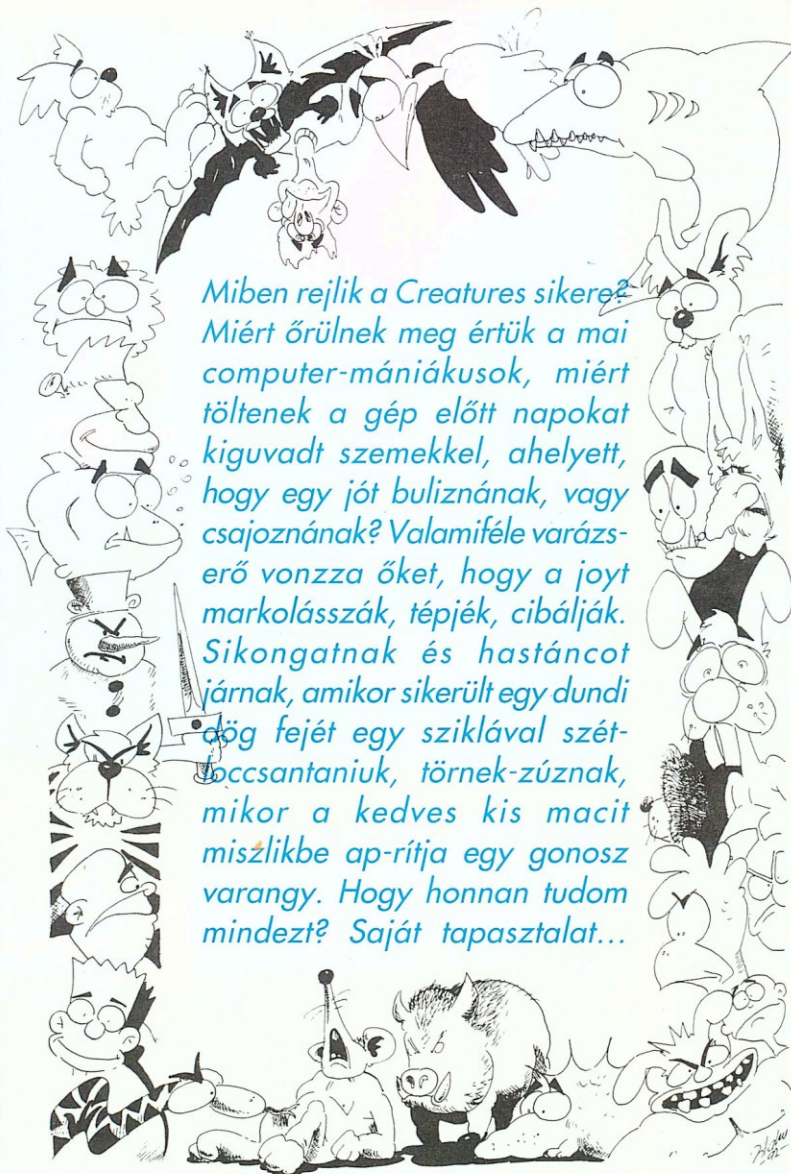 Miben rejlik a Creatures sikere?
Miért őrülnek meg értük a mai
computer-mániákusok, miért
töltenek a gép előtt napokat
kiguvadt szemekkel, ahelyett,
hogy egy jót buliznának, vagy
csajoznának? Valamiféle varázs-
erő vonzza őket, hogy a joyt
markolásszák, tépjék, cibálják.
Sikongatnak és hastáncot
járnak, amikor sikerült egy dundi
dög fejét egy sziklával szét-
loccsantaniuk, törnek-zúznak,
mikor a kedves kis macit
miszlikbe ap-rítja egy gonosz
varangy. Hogy honnan tudom
mindezt? Saját tapasztalat...